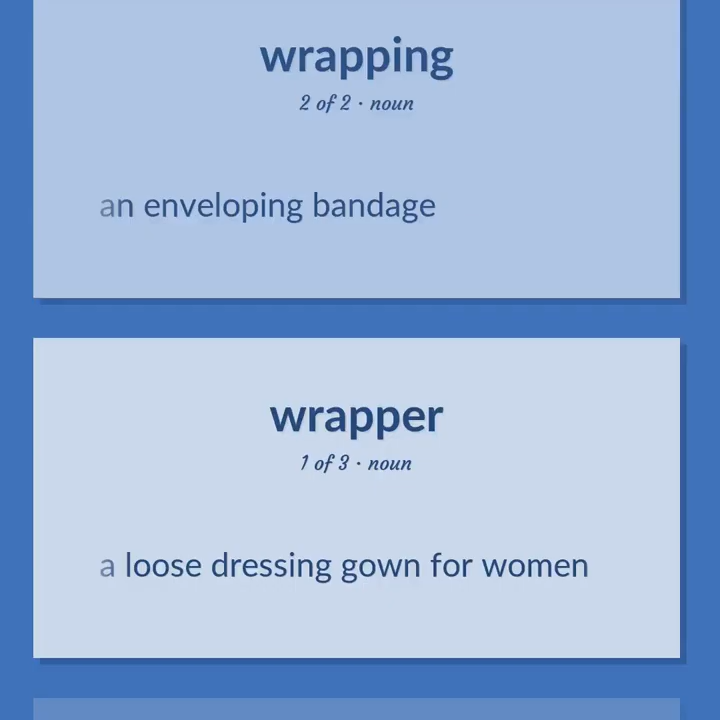 wrapping
2 of 2 · noun
an enveloping bandage
wrapper
1 of 3 · noun
a loose dressing gown for women